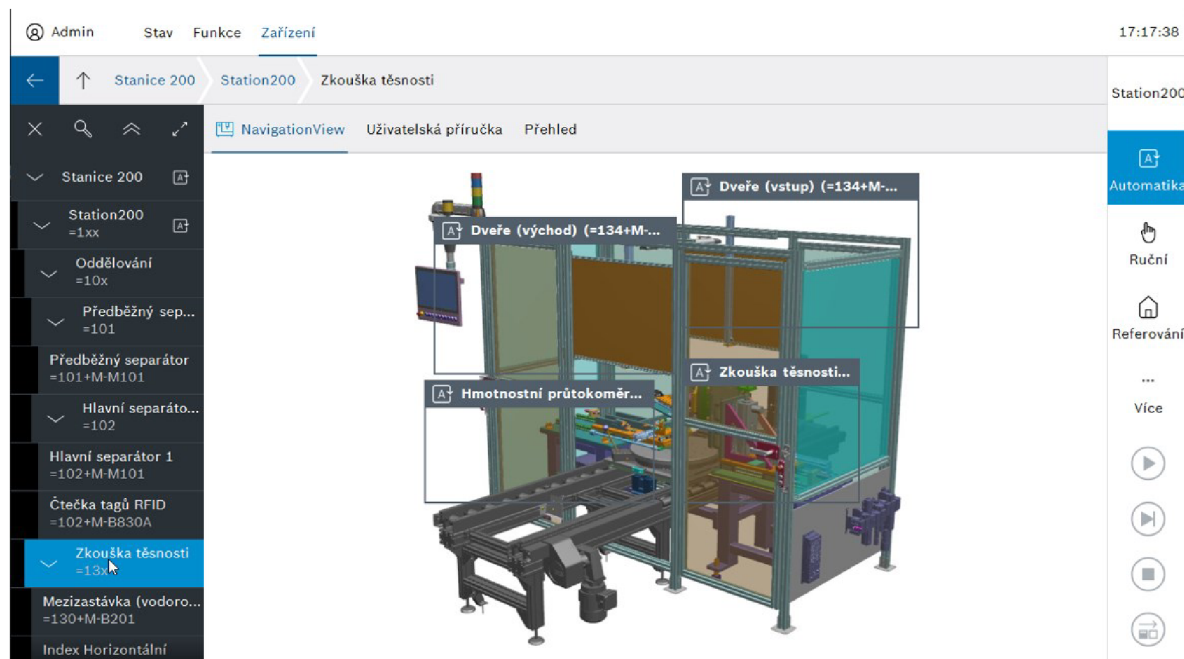 Admin Stav Funkce Zařízení 17:17:38
Stanice 200 Station200 Zkouška těsnosti
Station200
NavigationView Uživatelská příručka Přehled
Stanice 200
Station200
=1xx
Oddělování
=10x
Předběžný sep...
=101
Předběžný separátor
=101+M-M101
Hlavní separáto...
=102
Hlavní separátor 1
=102+M-M101
Čtečka tagů RFID
=102+M-B830A
Zkouška těsnosti
=13x
Mezizastávka (vodoro...
=130+M-B201
Index Horizontální
Dveře (vstup) (=134+M-...
Dveře (východ) (=134+M-...
Zkouška těsnosti...
Hmotnostní průtokoměr...
Automatika
Ruční
Referování
...
Více